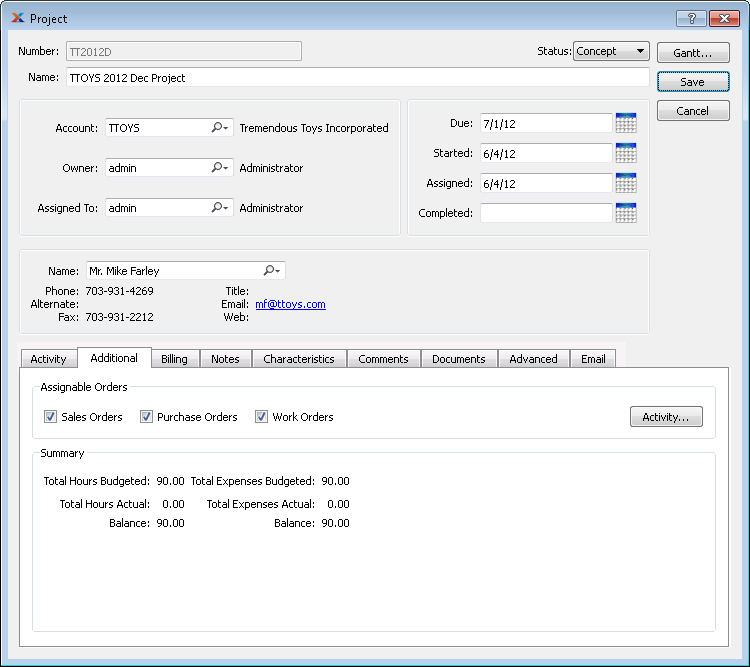 Project
Number: TT2012D Status: Concept Gantt...
Name: TTOYS 2012 Dec Project Save
Cancel
Account: TTOYS Tremendous Toys Incorporated
Owner: admin Administrator
Assigned To: admin Administrator
Due: 7/1/12
Started: 6/4/12
Assigned: 6/4/12
Completed:
Name: Mr. Mike Farley
Phone: 703-931-4269 Title:
Alternate: Email: mf@ttoys.com
Fax: 703-931-2212 Web:
Activity Additional Billing Notes Characteristics Comments Documents Advanced Email
Assignable Orders
Sales Orders Purchase Orders Work Orders Activity...
Summary
Total Hours Budgeted: 90.00 Total Expenses Budgeted: 90.00
Total Hours Actual: 0.00 Total Expenses Actual: 0.00
Balance: 90.00 Balance: 90.00